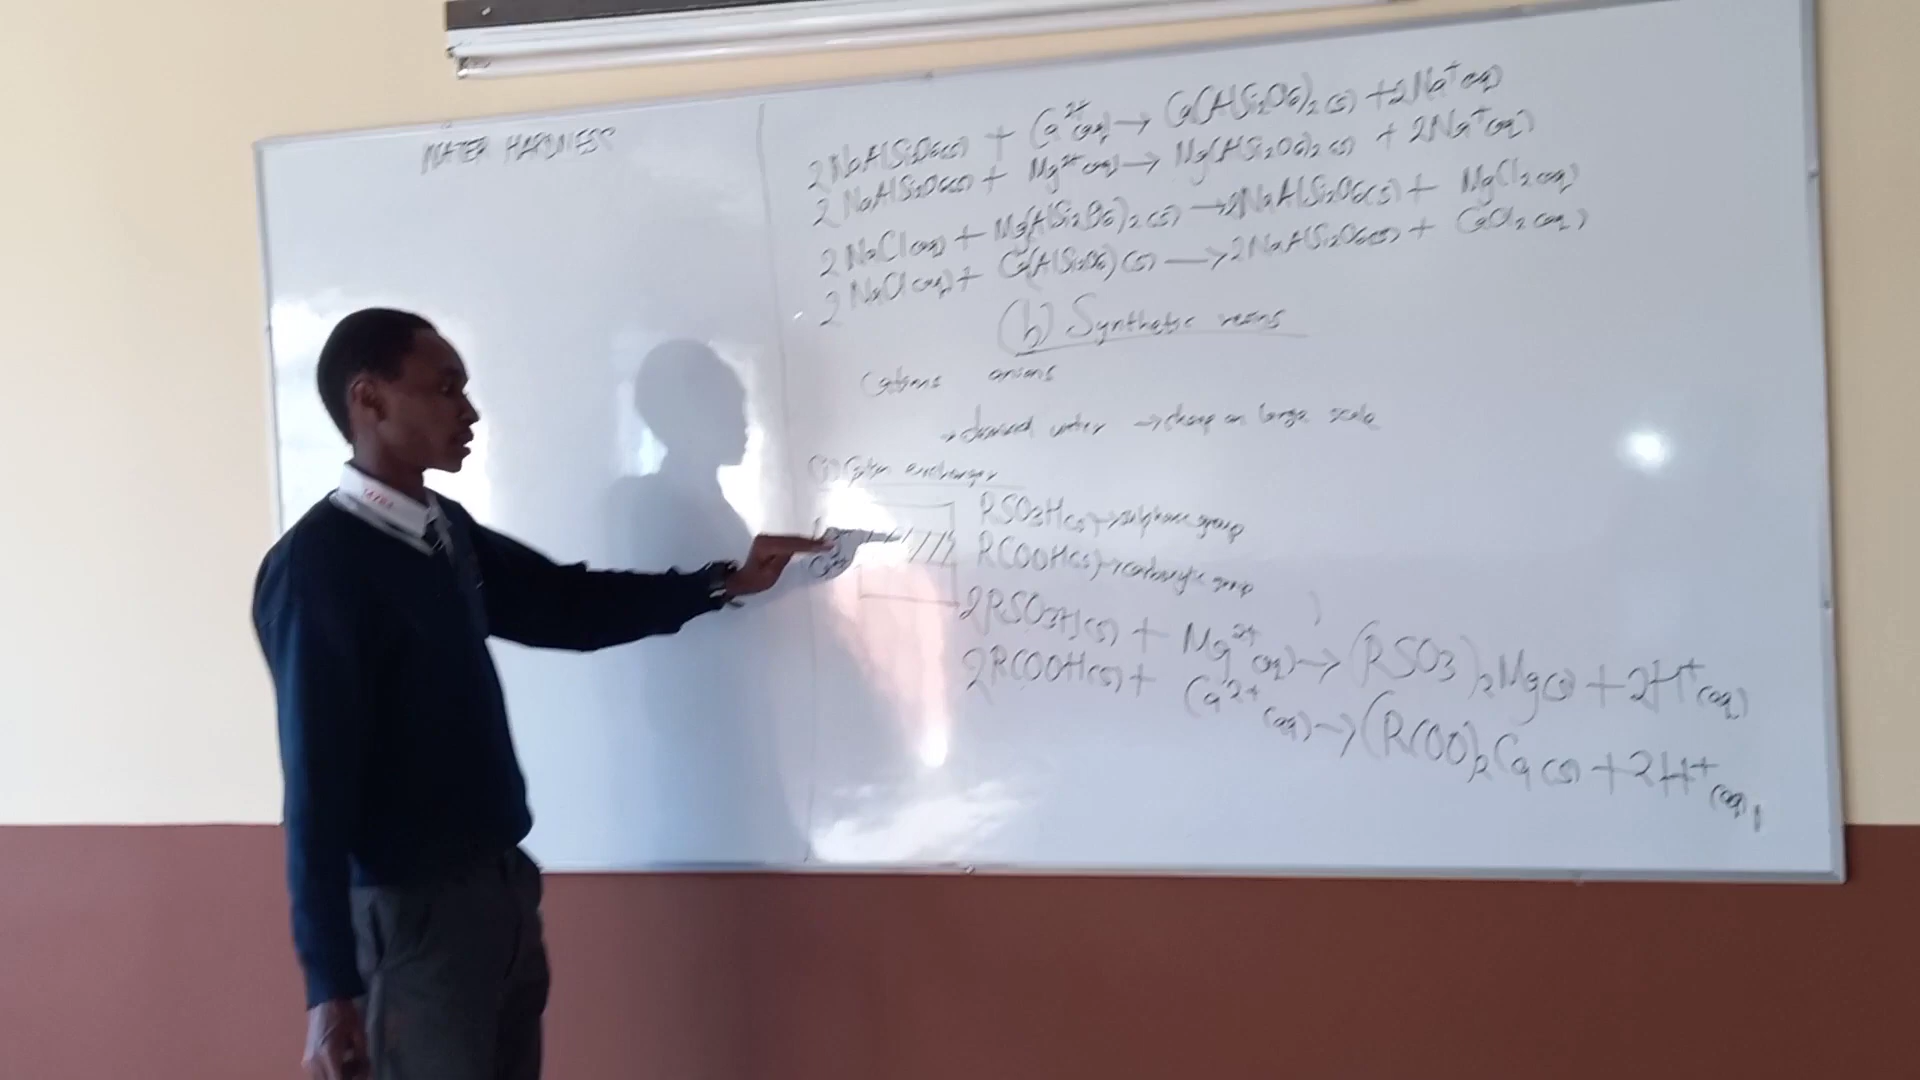 WATER HARDNESS
2NaAlSi2O6(s) + Ca2+(aq) → Ca(AlSi2O6)2(s) + 2Na+(aq)
2NaAlSi2O6(s) + Mg2+(aq) → Mg(AlSi2O6)2(s) + 2Na+(aq)
2NaCl(aq) + Mg(AlSi2O6)2(s) → 2NaAlSi2O6(s) + MgCl2(aq)
2NaCl(aq) + Ca(AlSi2O6)(s) → 2NaAlSi2O6(s) + CaCl2(aq)
(b) Synthetic resins
Cations anions
→ water → cheap on large scale
(i) Cation exchanger
RSO3H(s) → sulphonic group
RCOOH(s) → carboxylic group
2RSO3H(s) + Mg2+(aq) → (RSO3)2Mg(s) + 2H+(aq)
2RCOOH(s) + Ca2+(aq) → (RCOO)2Ca(s) + 2H+(aq)